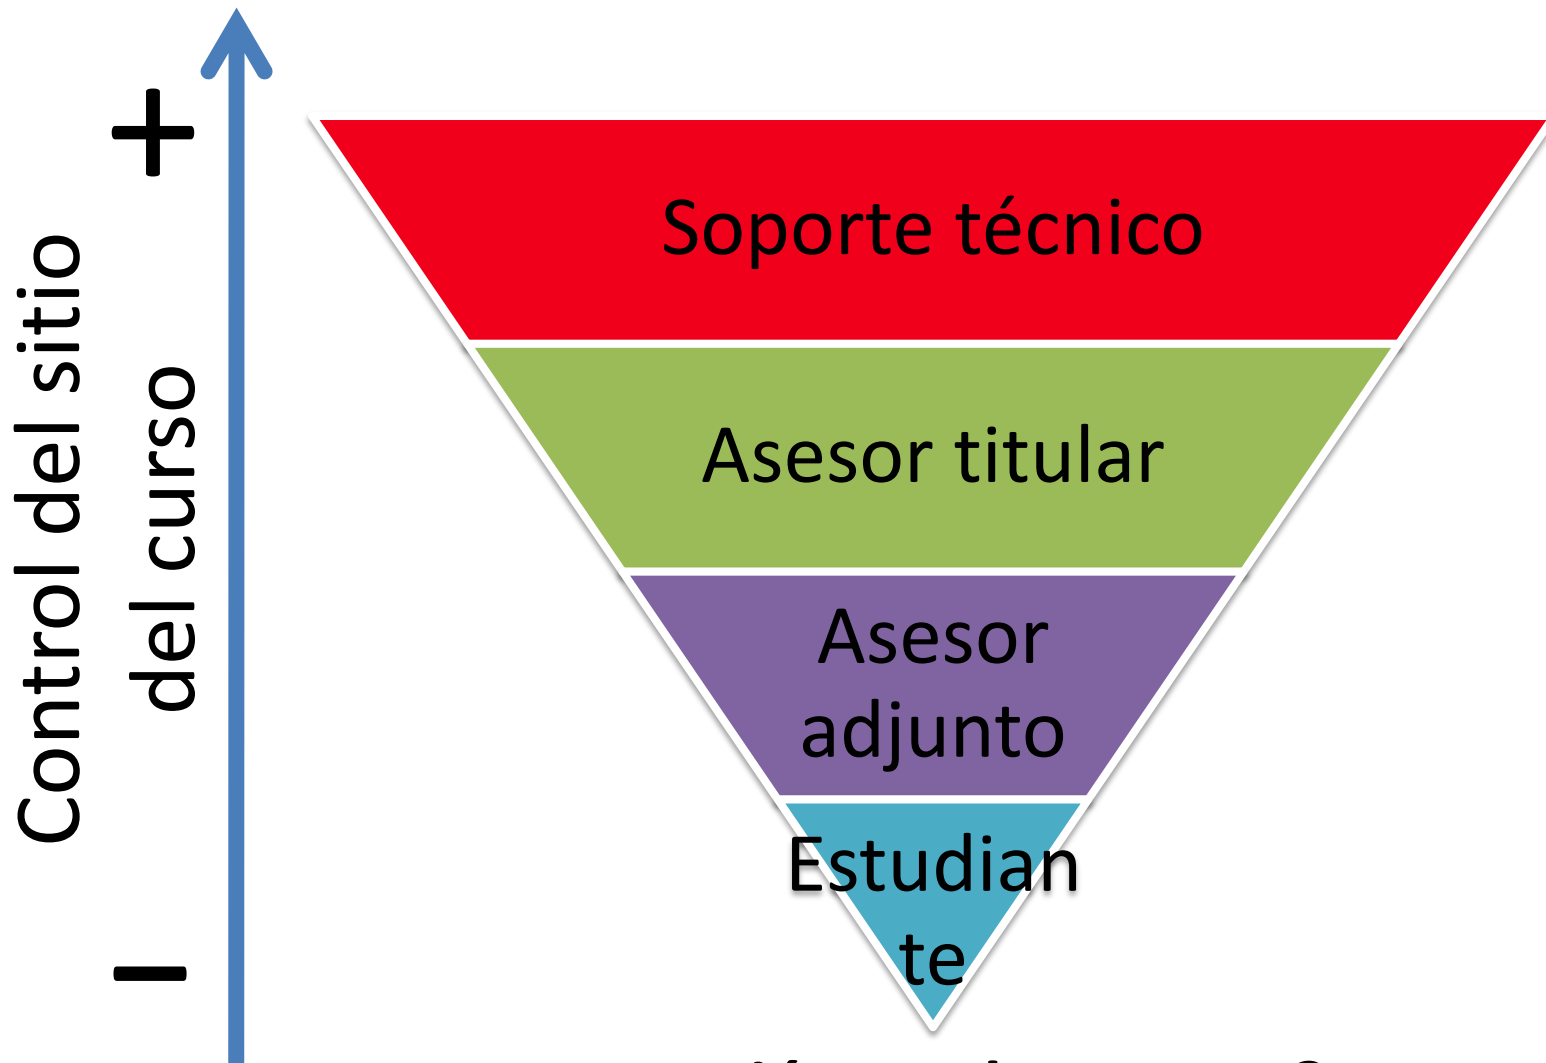 +
Control del sitio
del curso
–
Soporte técnico
Asesor titular
Asesor
adjunto
Estudian
te